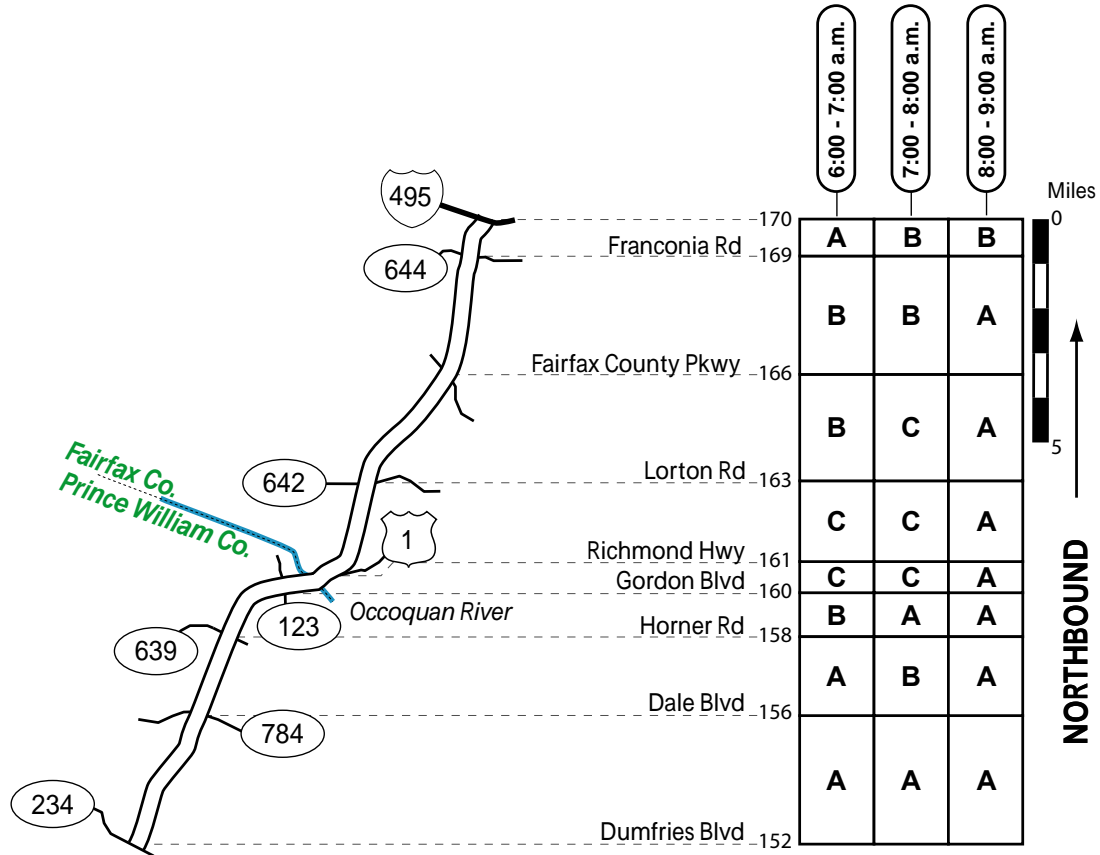 6:00 - 7:00 a.m.
7:00 - 8:00 a.m.
8:00 - 9:00 a.m.
Miles
495
170
A B B
0
Franconia Rd
169
644
B B A
Fairfax County Pkwy
166
B C A
5
Fairfax Co.
Prince William Co.
642
Lorton Rd
163
C C A
1
Richmond Hwy
161
C C A
Gordon Blvd
160
123
Occoquan River
B A A
Horner Rd
158
639
A B A
Dale Blvd
156
784
A A A
234
Dumfries Blvd
152
NORTHBOUND